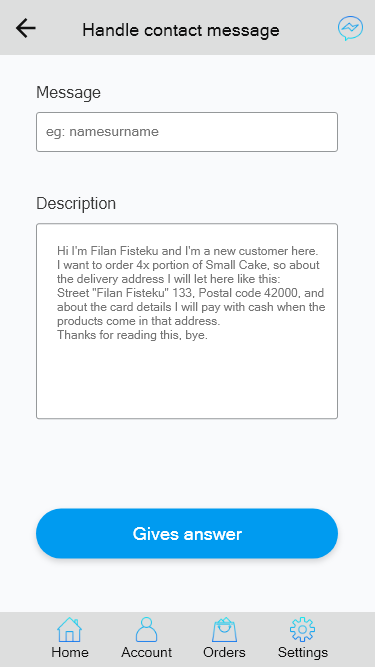 Handle contact message
Message
eg: namesurname
Description
Hi I'm Filan Fisteku and I'm a new customer here.
I want to order 4x portion of Small Cake, so about
the delivery address I will let here like this:
Street "Filan Fisteku" 133, Postal code 42000, and
about the card details I will pay with cash when the
products come in that address.
Thanks for reading this, bye.
Gives answer
Home Account Orders Settings